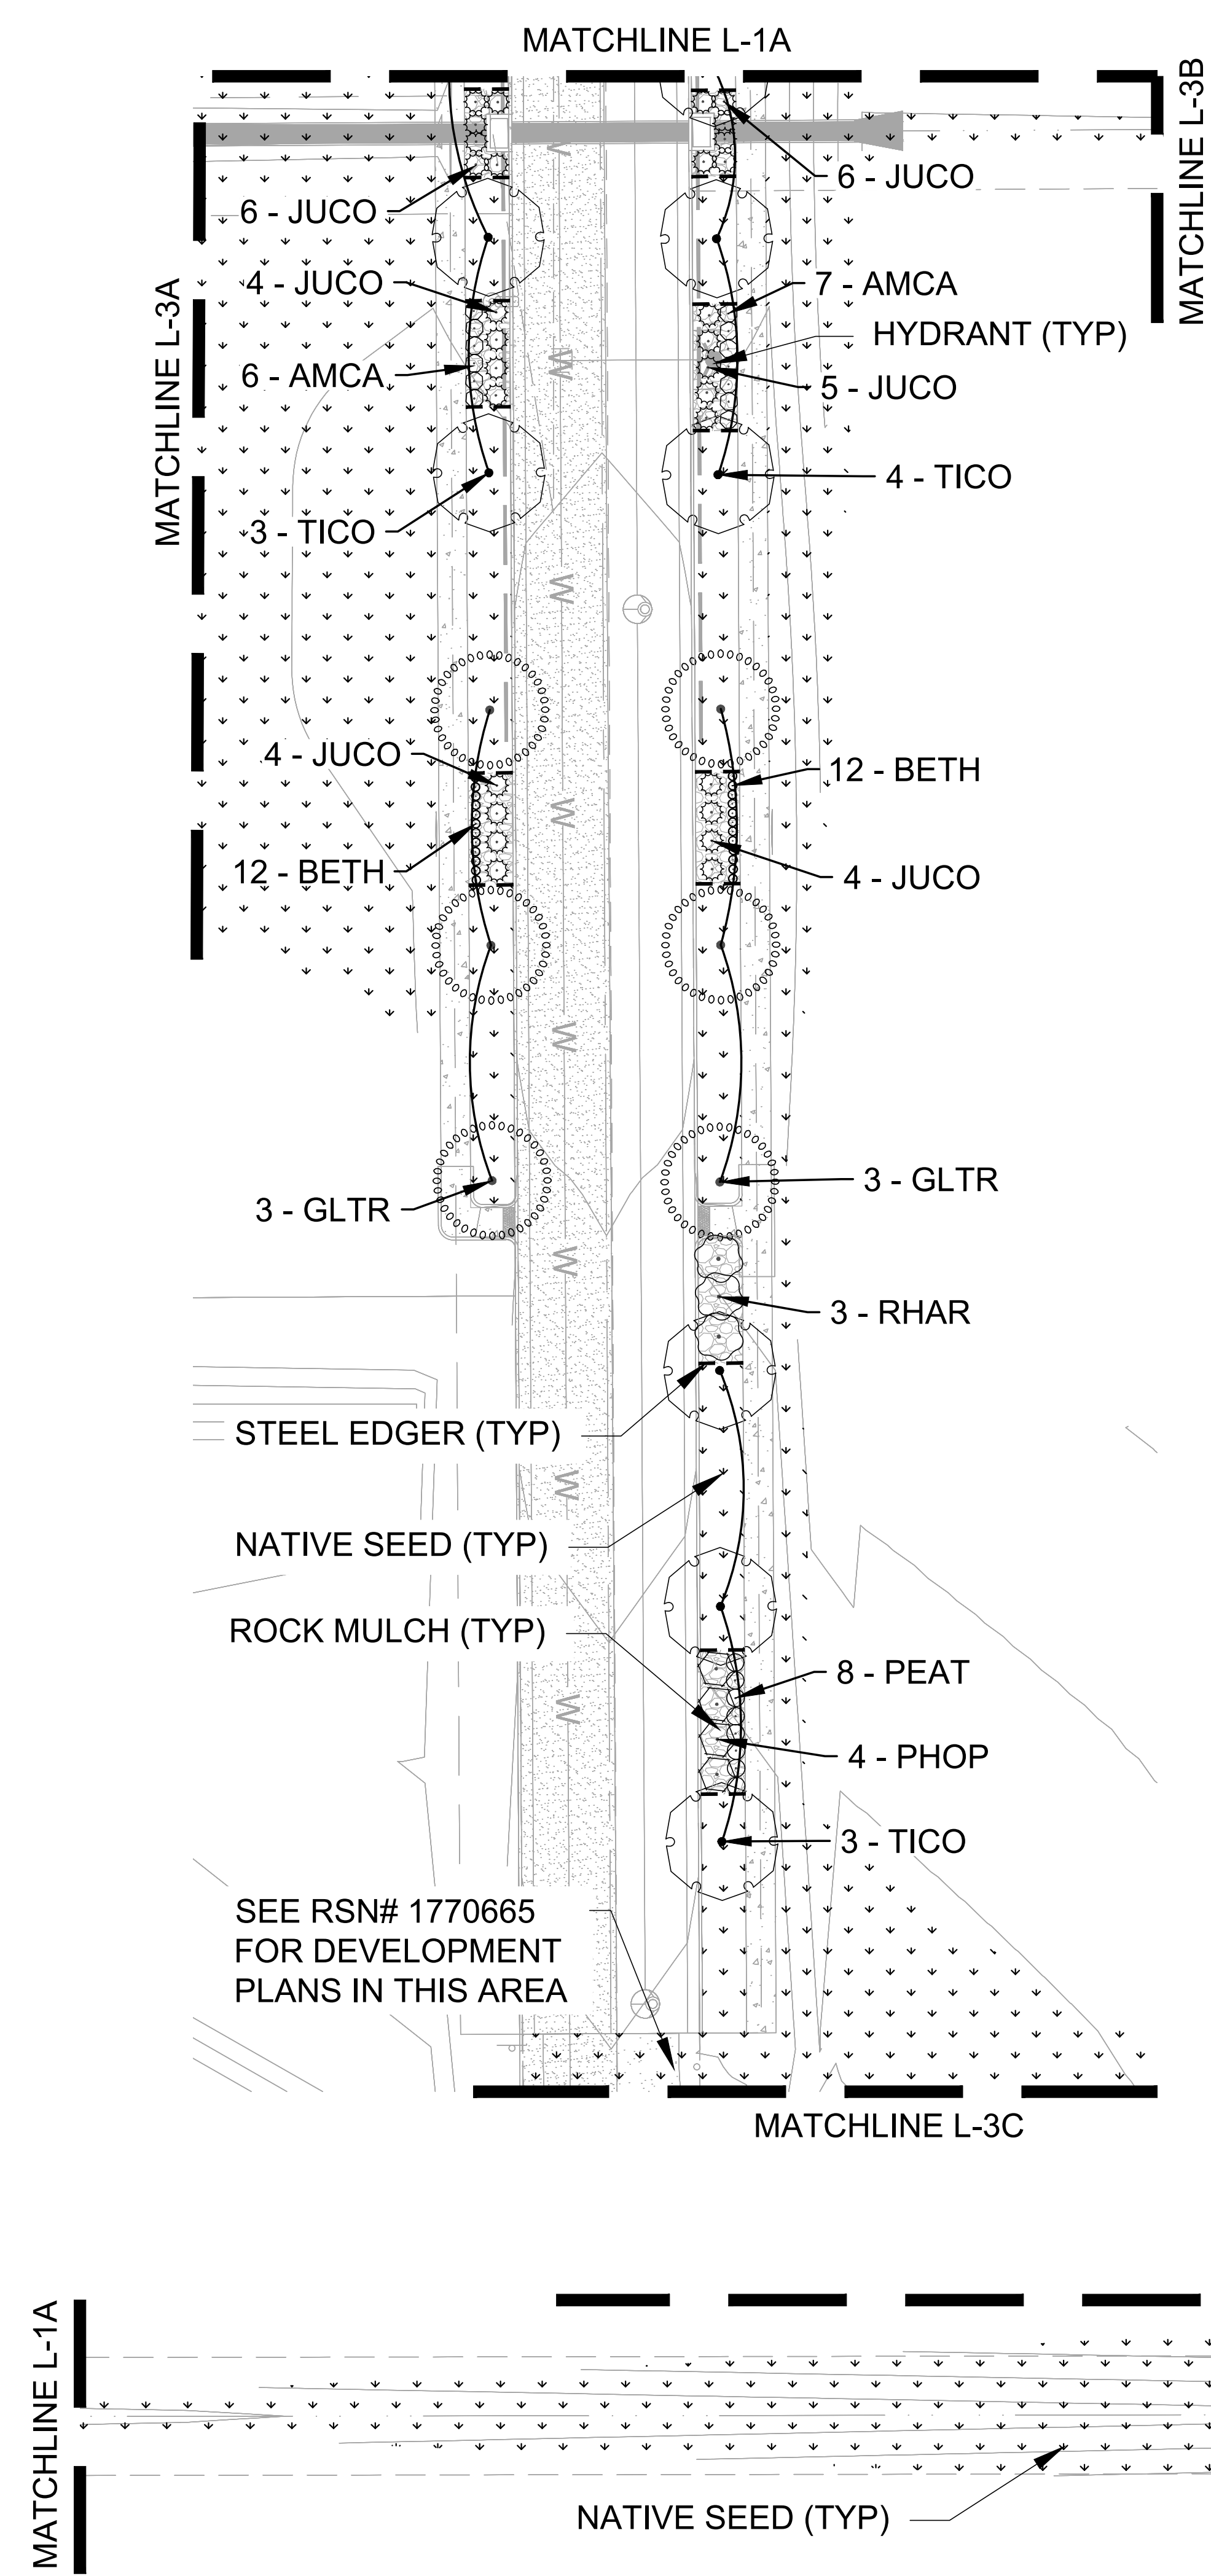 MATCHLINE L-1A
MATCHLINE L-3B
6 - JUCO
6 - JUCO
4 - JUCO
7 - AMCA
MATCHLINE L-3A
HYDRANT (TYP)
6 - AMCA
5 - JUCO
4 - TICO
3 - TICO
W
W
W
4 - JUCO
12 - BETH
W
12 - BETH
4 - JUCO
W
3 - GLTR
3 - GLTR
W
3 - RHAR
STEEL EDGER (TYP)
W
NATIVE SEED (TYP)
ROCK MULCH (TYP)
8 - PEAT
W
4 - PHOP
3 - TICO
SEE RSN# 1770665
FOR DEVELOPMENT
PLANS IN THIS AREA
MATCHLINE L-3C
MATCHLINE L-1A
NATIVE SEED (TYP)